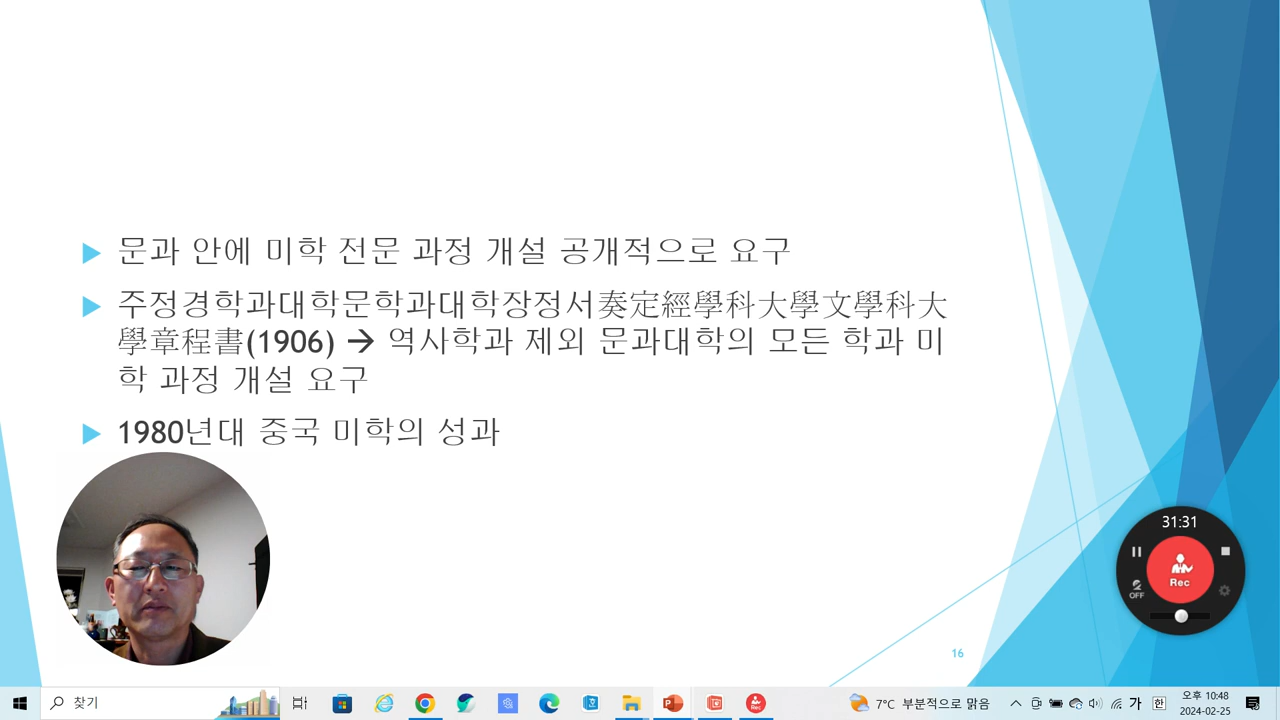 문과 안에 미학 전문 과정 개설 공개적으로 요구
주정경학과대학문학과대학장정서奏定經學科大學文學科大
學章程書(1906) → 역사학과 제외 문과대학의 모든 학과 미
학 과정 개설 요구
1980년대 중국 미학의 성과
31:31
Rec
OFF
16
찾기
Rec
7°C 부분적으로 맑음
가
한
오후 10:48
2024-02-25